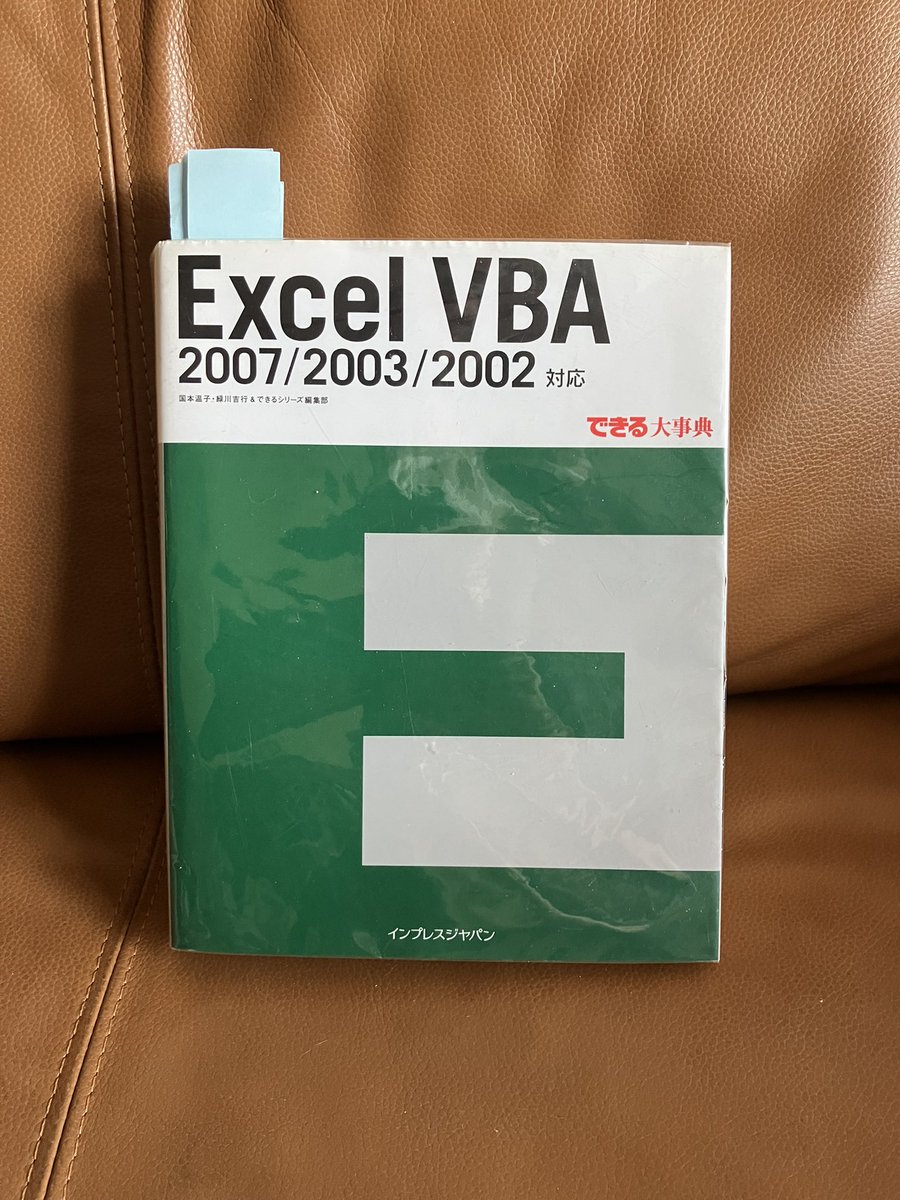 Excel VBA
2007/2003/2002 対応
国本温子・緑川吉行&できるシリーズ編集部
できる大事典
インプレスジャパン